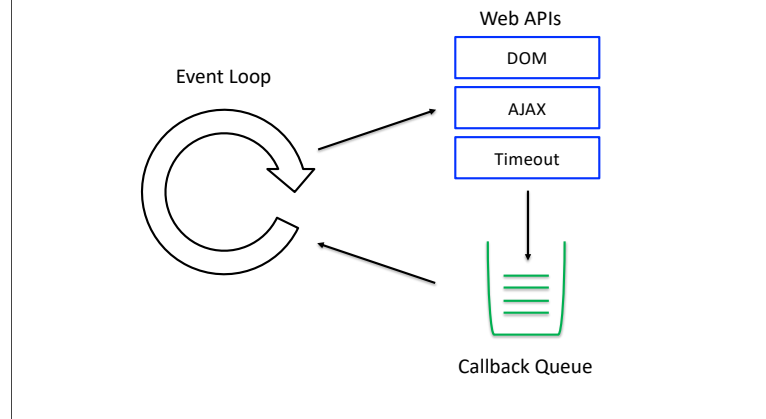 Web APIs
DOM
Event Loop
AJAX
Timeout
Callback Queue